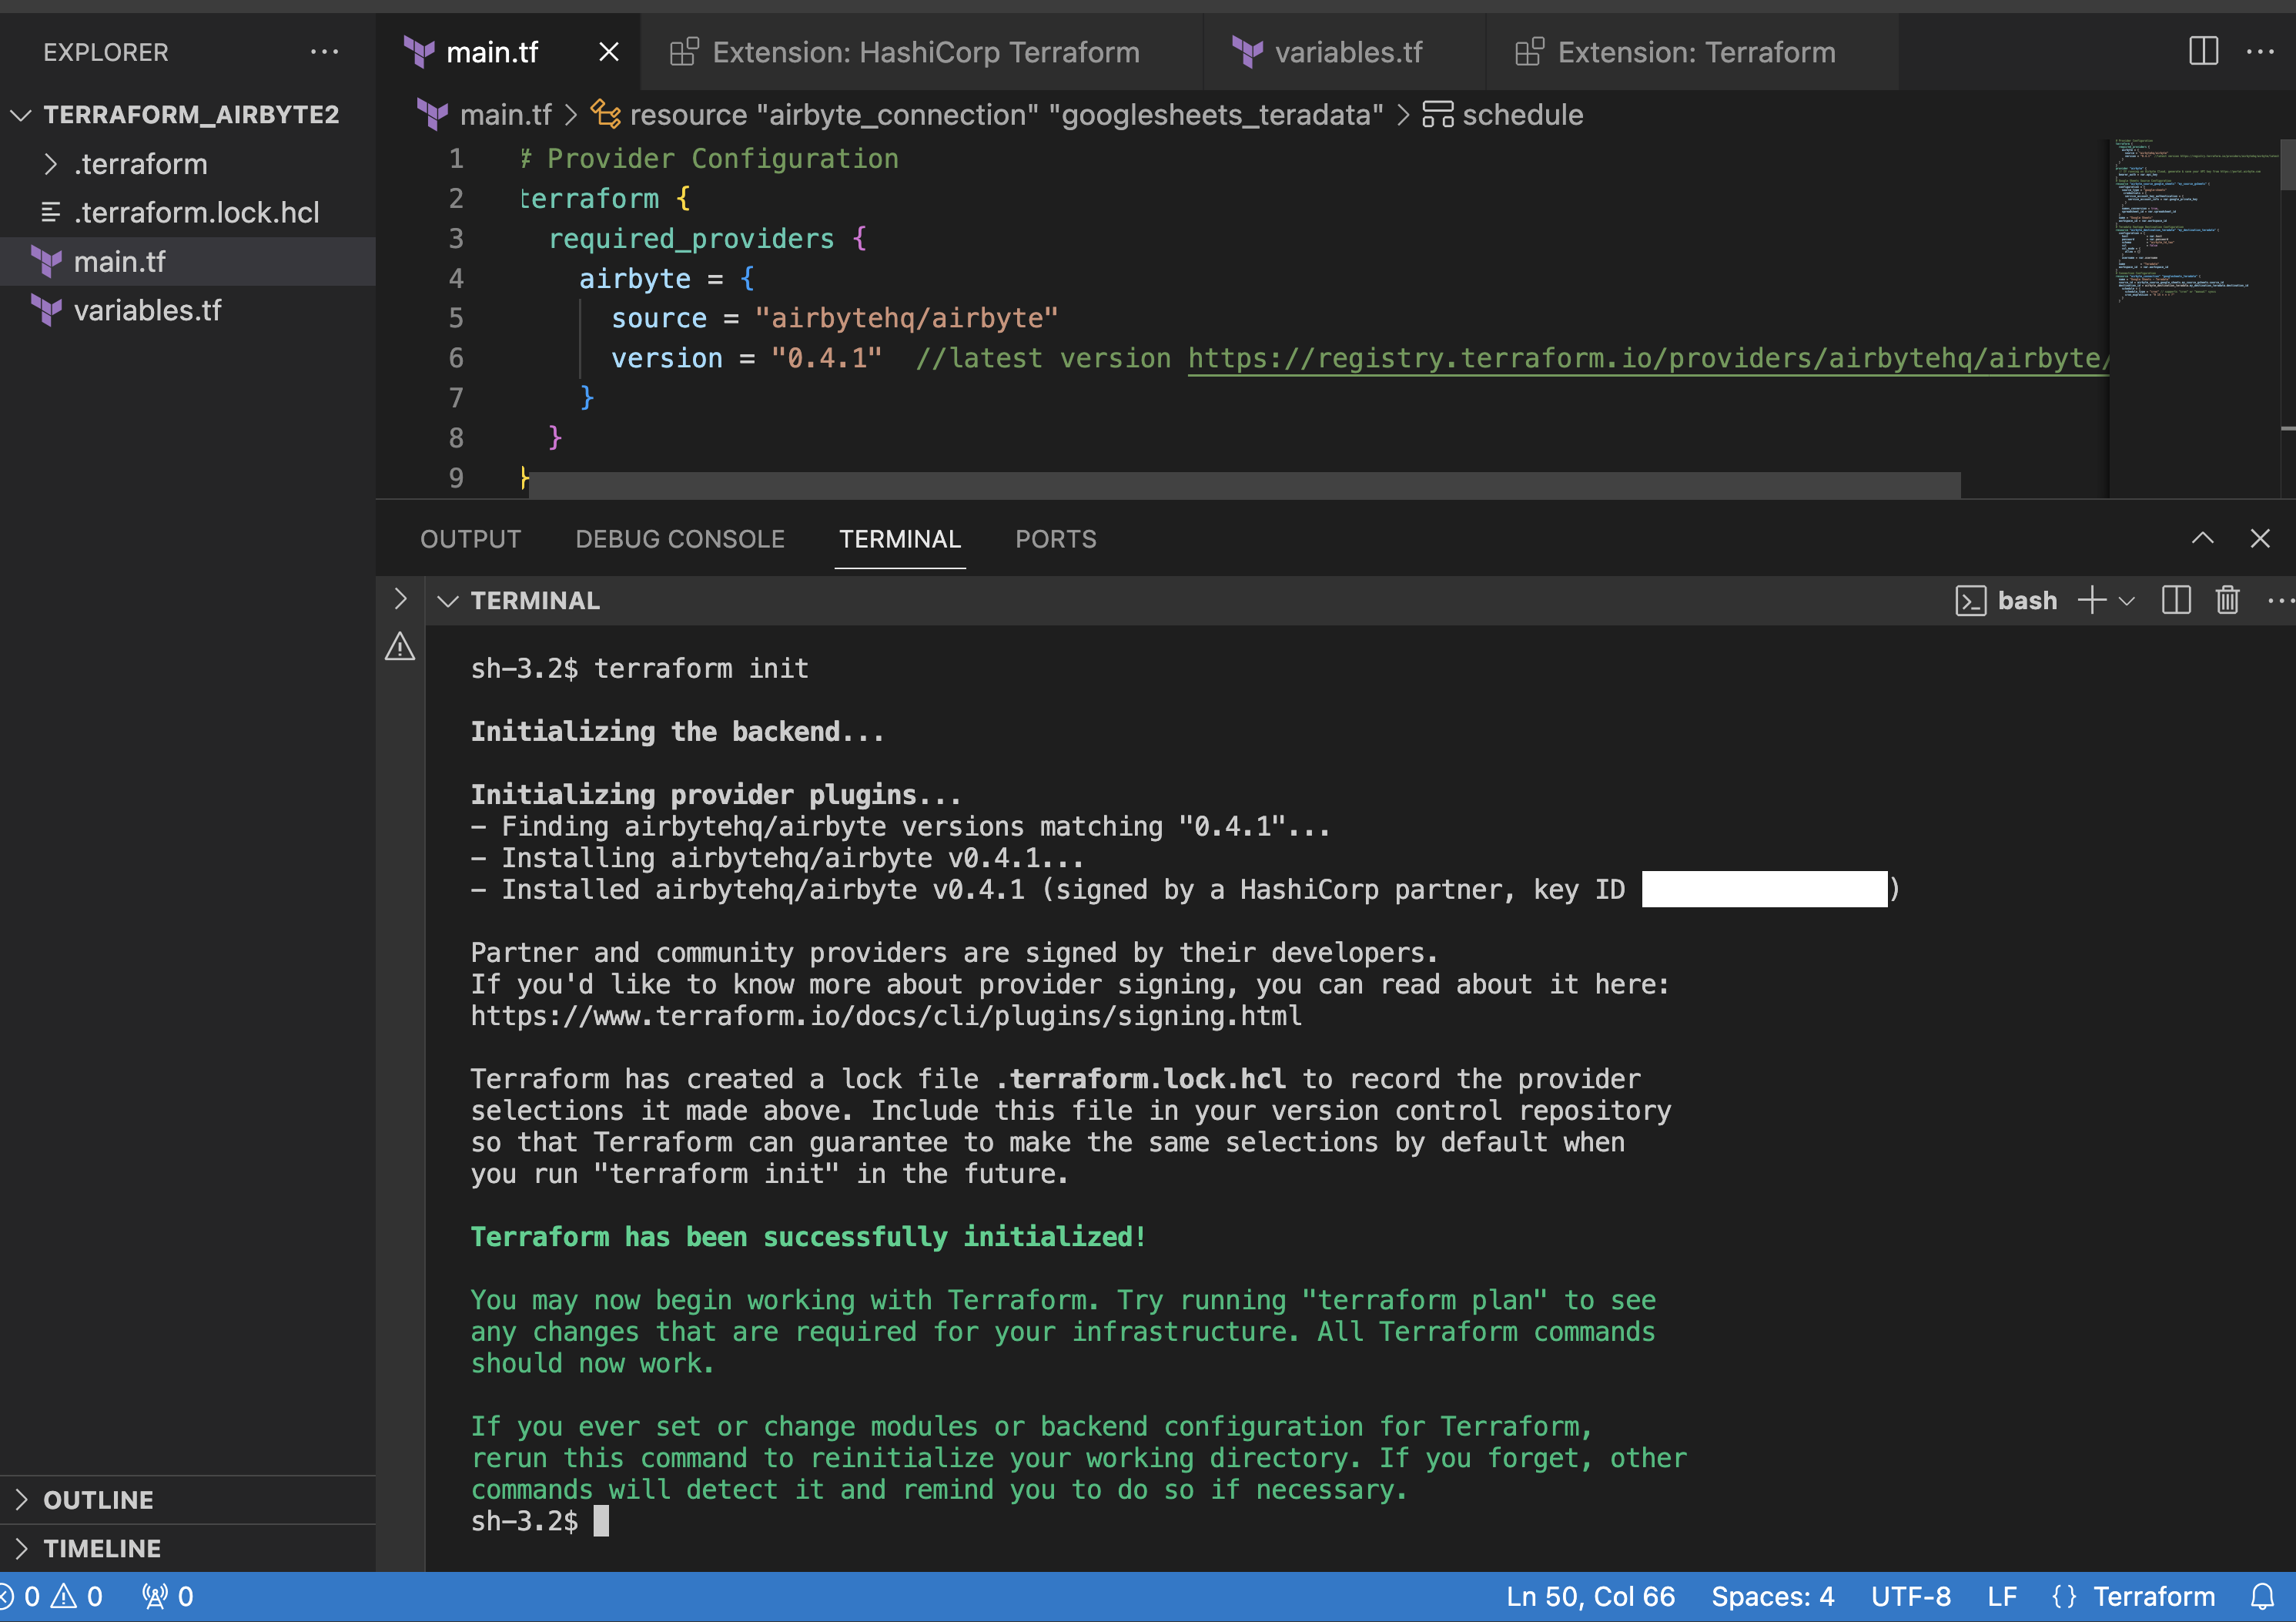 EXPLORER
TERRAFORM_AIRBYTE2
.terraform
.terraform.lock.hcl
main.tf
variables.tf
OUTLINE
TIMELINE
main.tf
Extension: HashiCorp Terraform
variables.tf
Extension: Terraform
main.tf > resource "airbyte_connection" "googlesheets_teradata" > schedule
1 # Provider Configuration
2 terraform {
3 required_providers {
4 airbyte = {
5 source = "airbytehq/airbyte"
6 version = "0.4.1" //latest version https://registry.terraform.io/providers/airbytehq/airbyte/
7 }
8 }
9 }
OUTPUT DEBUG CONSOLE TERMINAL PORTS
TERMINAL
bash
sh-3.2$ terraform init
Initializing the backend...
Initializing provider plugins...
- Finding airbytehq/airbyte versions matching "0.4.1"...
- Installing airbytehq/airbyte v0.4.1...
- Installed airbytehq/airbyte v0.4.1 (signed by a HashiCorp partner, key ID )
Partner and community providers are signed by their developers.
If you'd like to know more about provider signing, you can read about it here:
https://www.terraform.io/docs/cli/plugins/signing.html
Terraform has created a lock file .terraform.lock.hcl to record the provider
selections it made above. Include this file in your version control repository
so that Terraform can guarantee to make the same selections by default when
you run "terraform init" in the future.
Terraform has been successfully initialized!
You may now begin working with Terraform. Try running "terraform plan" to see
any changes that are required for your infrastructure. All Terraform commands
should now work.
If you ever set or change modules or backend configuration for Terraform,
rerun this command to reinitialize your working directory. If you forget, other
commands will detect it and remind you to do so if necessary.
sh-3.2$
0 0 0
Ln 50, Col 66 Spaces: 4 UTF-8 LF {} Terraform